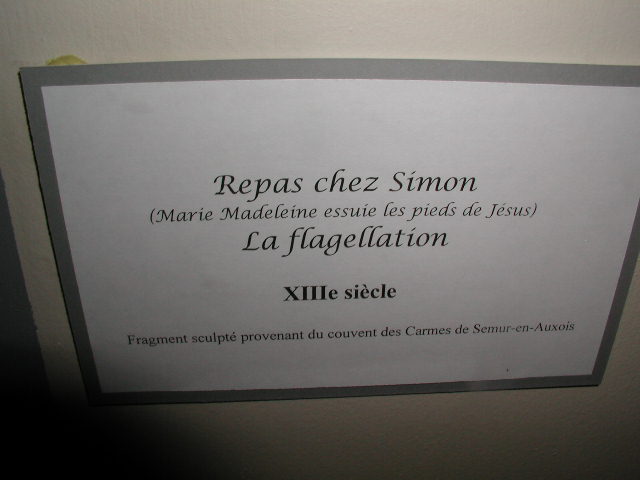 Repas chez Simon
(Marie Madeleine essuie les pieds de Jésus)
La flagellation
XIIIe siècle
Fragment sculpté provenant du couvent des Carmes de Semur-en-Auxois